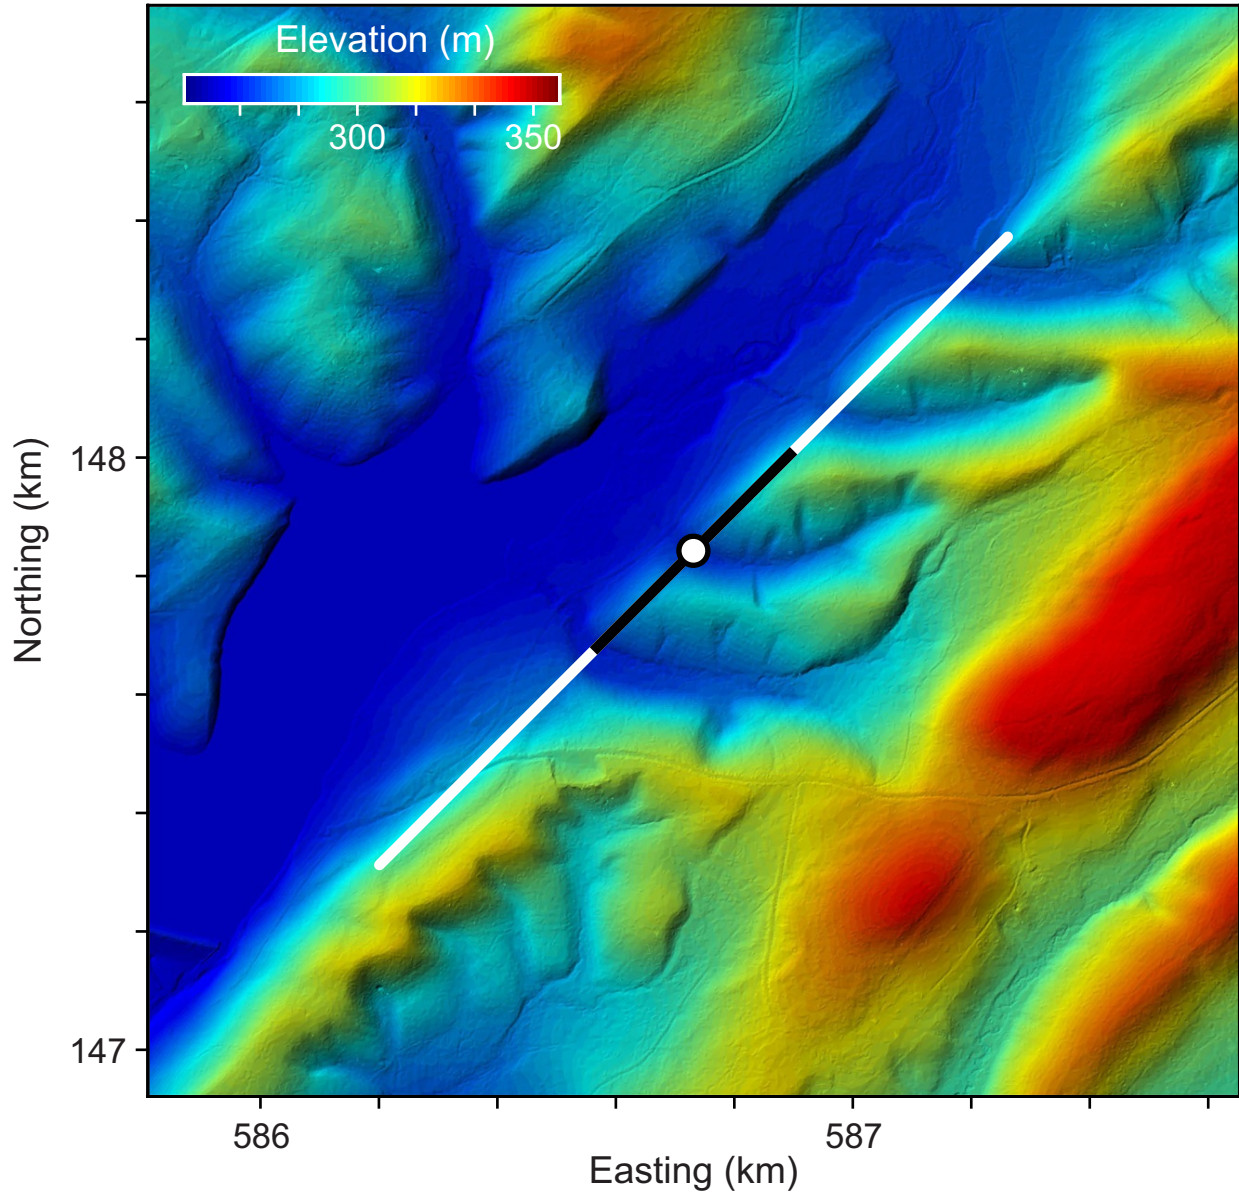 Elevation (m)
300 350
148
147
Northing (km)
586 587
Easting (km)